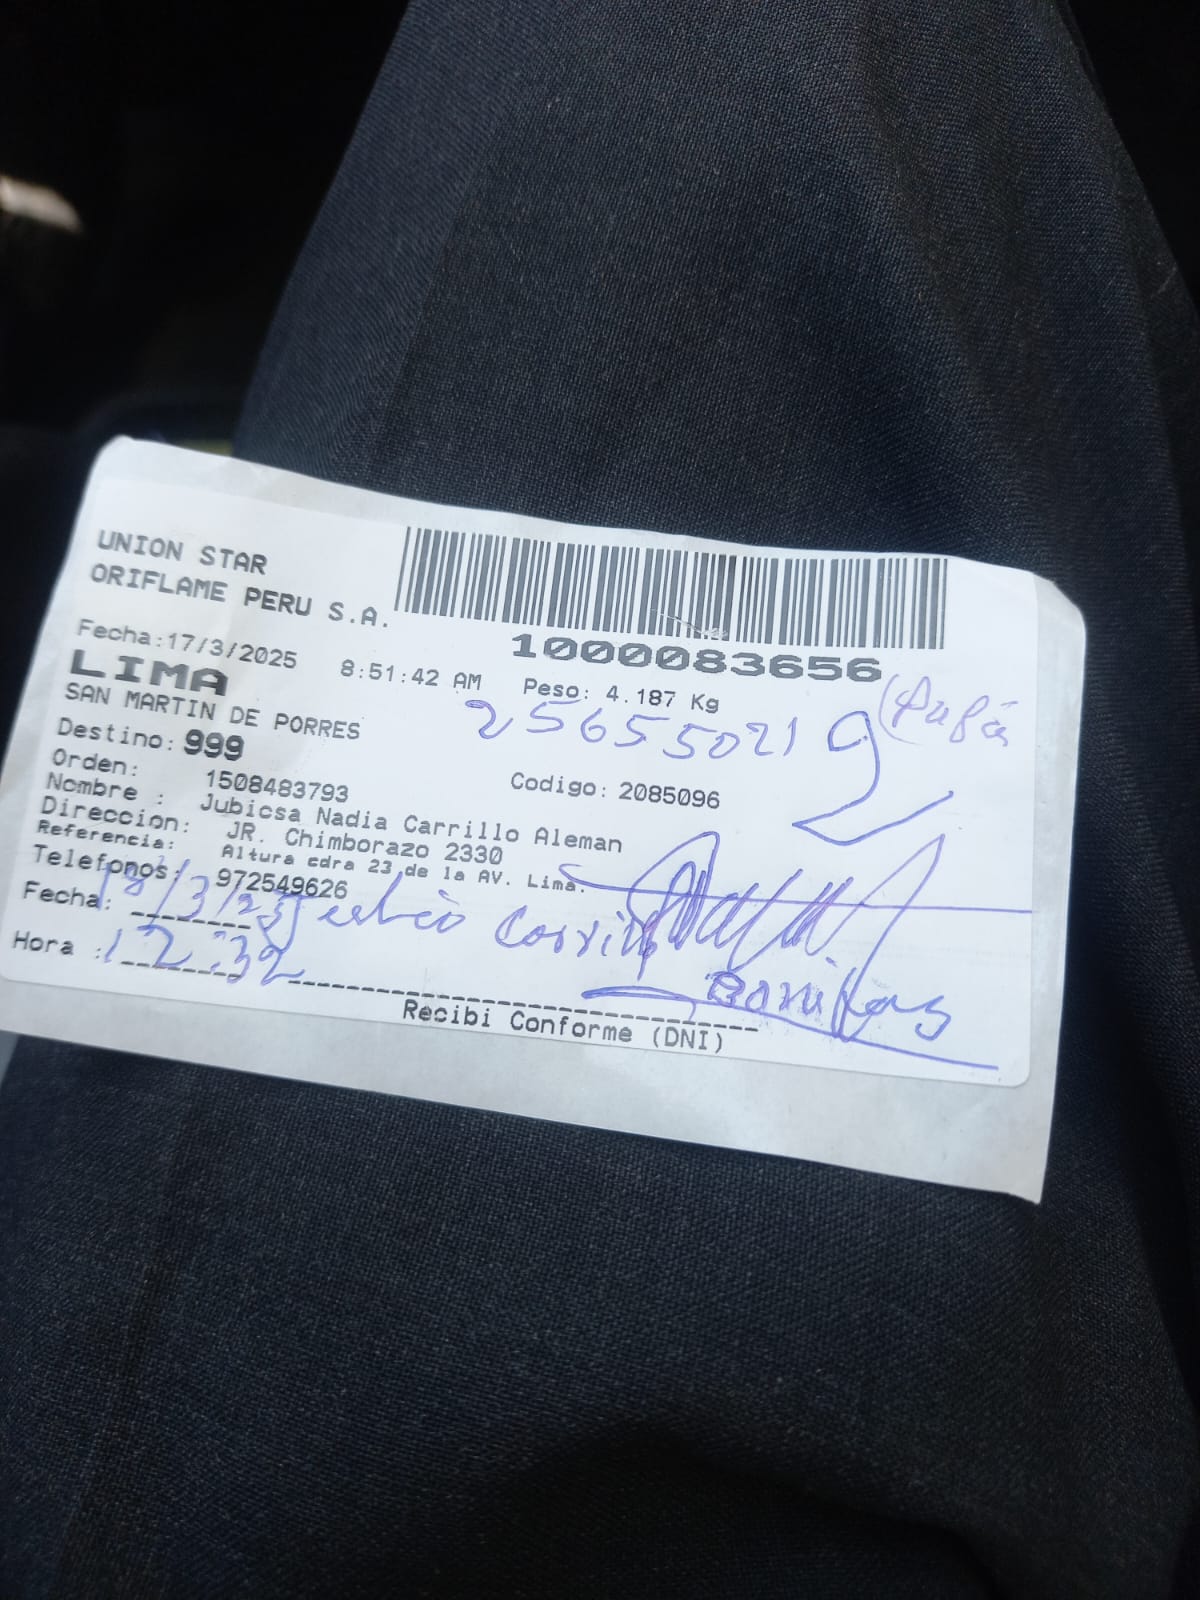 UNION STAR
ORIFLAME PERU S.A.
1000083656
Fecha:17/3/2025 8:51:42 AM Peso: 4.187 Kg
LIMA
SAN MARTIN DE PORRES
25655021 (Papá
Destino: 999
Orden: 1508483793 Codigo: 2085096
Nombre : Jubicsa Nadia Carrillo Aleman
Direccion: JR. Chimborazo 2330
Referencia: Altura cdra 23 de la AV. Lima.
Telefonos: 972549626
Fecha: 18/3/25
Hora : 12:32
Recibi Conforme (DNI)